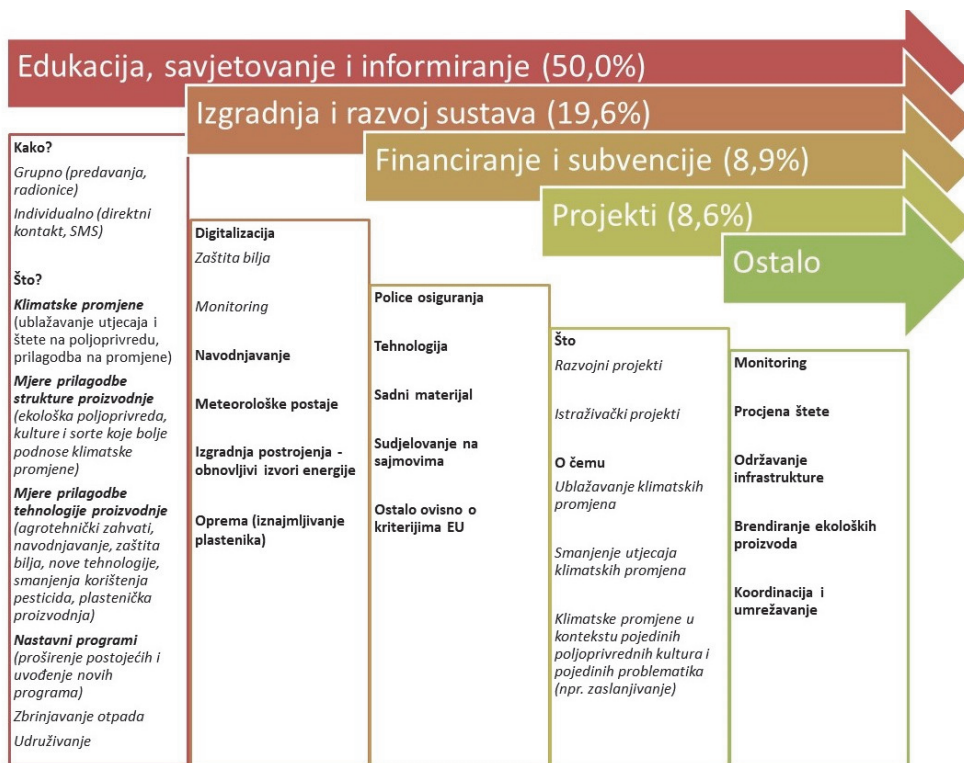 Edukacija, savjetovanje i informiranje (50,0%)
Izgradnja i razvoj sustava (19,6%)
Financiranje i subvencije (8,9%)
Projekti (8,6%)
Ostalo
Kako?
Grupno (predavanja,
radionice)
Individualno (direktni
kontakt, SMS)
Što?
Klimatske promjene
(ublažavanje utjecaja i
štete na poljoprivredu,
prilagodba na promjene)
Mjere prilagodbe
strukture proizvodnje
(ekološka poljoprivreda,
kulture i sorte koje bolje
podnose klimatske
promjene)
Mjere prilagodbe
tehnologije proizvodnje
(agrotehnički zahvati,
navodnjavanje, zaštita
bilja, nove tehnologije,
smanjenja korištenja
pesticida, plastenička
proizvodnja)
Nastavni programi
(proširenje postojećih i
uvođenje novih
programa)
Zbrinjavanje otpada
Udruživanje
Digitalizacija
Zaštita bilja
Monitoring
Navodnjavanje
Meteorološke postaje
Izgradnja postrojenja -
obnovljivi izvori energije
Oprema (iznajmljivanje
plastenika)
Police osiguranja
Tehnologija
Sadni materijal
Sudjelovanje na
sajmovima
Ostalo ovisno o
kriterijima EU
Što
Razvojni projekti
Istraživački projekti
O čemu
Ublažavanje klimatskih
promjena
Smanjenje utjecaja
klimatskih promjena
Klimatske promjene u
kontekstu pojedinih
poljoprivrednih kultura i
pojedinih problematika
(npr. zaslanjivanje)
Monitoring
Procjena štete
Održavanje
infrastrukture
Brendiranje ekoloških
proizvoda
Koordinacija i
umrežavanje